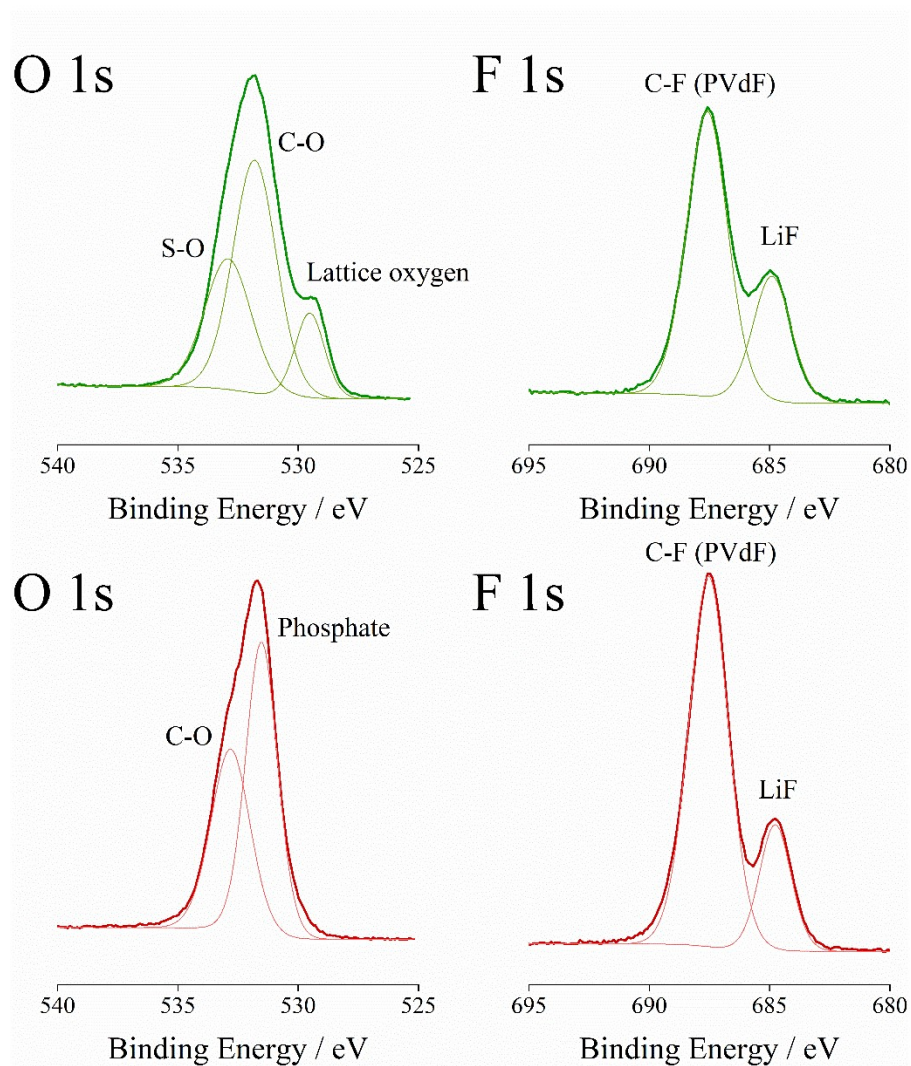 O 1s
C-O
S-O
Lattice oxygen
540 535 530 525
Binding Energy / eV
F 1s
C-F (PVdF)
LiF
695 690 685 680
Binding Energy / eV
O 1s
Phosphate
C-O
540 535 530 525
Binding Energy / eV
C-F (PVdF)
F 1s
LiF
695 690 685 680
Binding Energy / eV